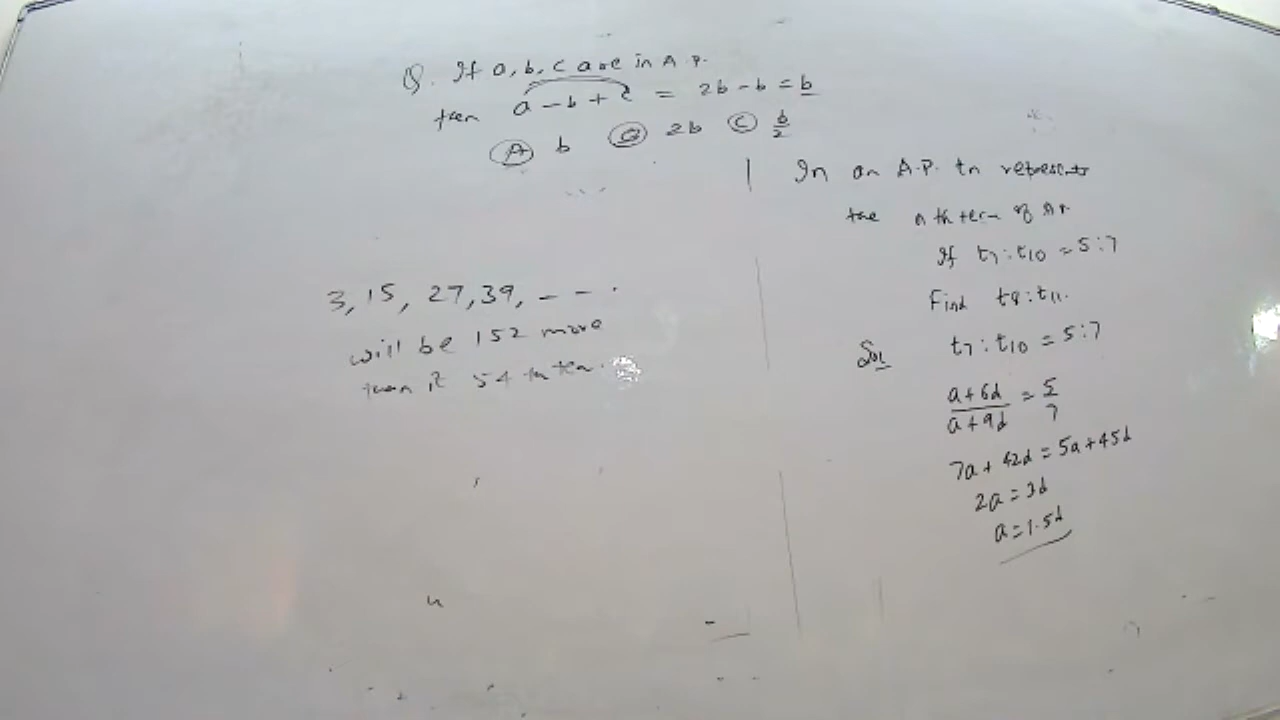 Q. If a, b, c are in A.P.
then a - b + c = 2b - b = b
(A) b (B) 2b (C) b/2
3, 15, 27, 39, - - .
will be 152 more
than it 54 th term.
In an A.P. tn represents
the n th term of A.P.
If t7 : t10 = 5:7
Find t8 : t11.
Sol t7 : t10 = 5:7
a+6d/a+9d = 5/7
7a + 42d = 5a + 45d
2a = 3d
a = 1.5d